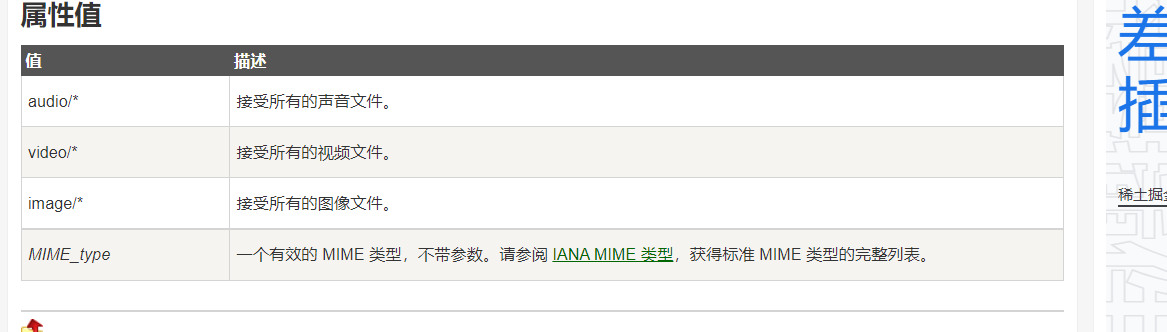 属性值
值 描述
audio/* 接受所有的声音文件。
video/* 接受所有的视频文件。
image/* 接受所有的图像文件。
MIME_type 一个有效的 MIME 类型，不带参数。请参阅 IANA MIME 类型，获得标准 MIME 类型的完整列表。
差
插
稀土掘金